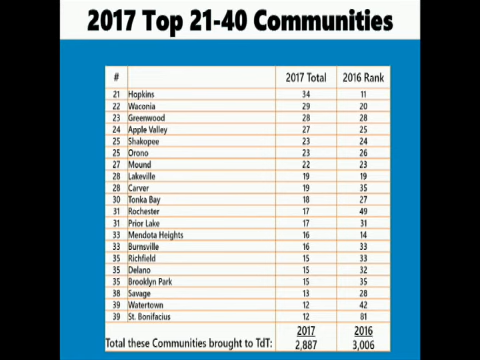 2017 Top 21-40 Communities
# 2017 Total 2016 Rank
21 Hopkins 34 11
22 Waconia 29 20
23 Greenwood 28 28
24 Apple Valley 27 25
25 Shakopee 23 24
25 Orono 23 26
27 Mound 22 23
28 Lakeville 19 19
28 Carver 19 35
30 Tonka Bay 18 27
31 Rochester 17 49
31 Prior Lake 17 31
33 Mendota Heights 16 14
33 Burnsville 16 33
35 Richfield 15 33
35 Delano 15 32
35 Brooklyn Park 15 35
38 Savage 13 28
39 Watertown 12 42
39 St. Bonifacius 12 81
2017 2016
Total these Communities brought to TdT: 2,887 3,006